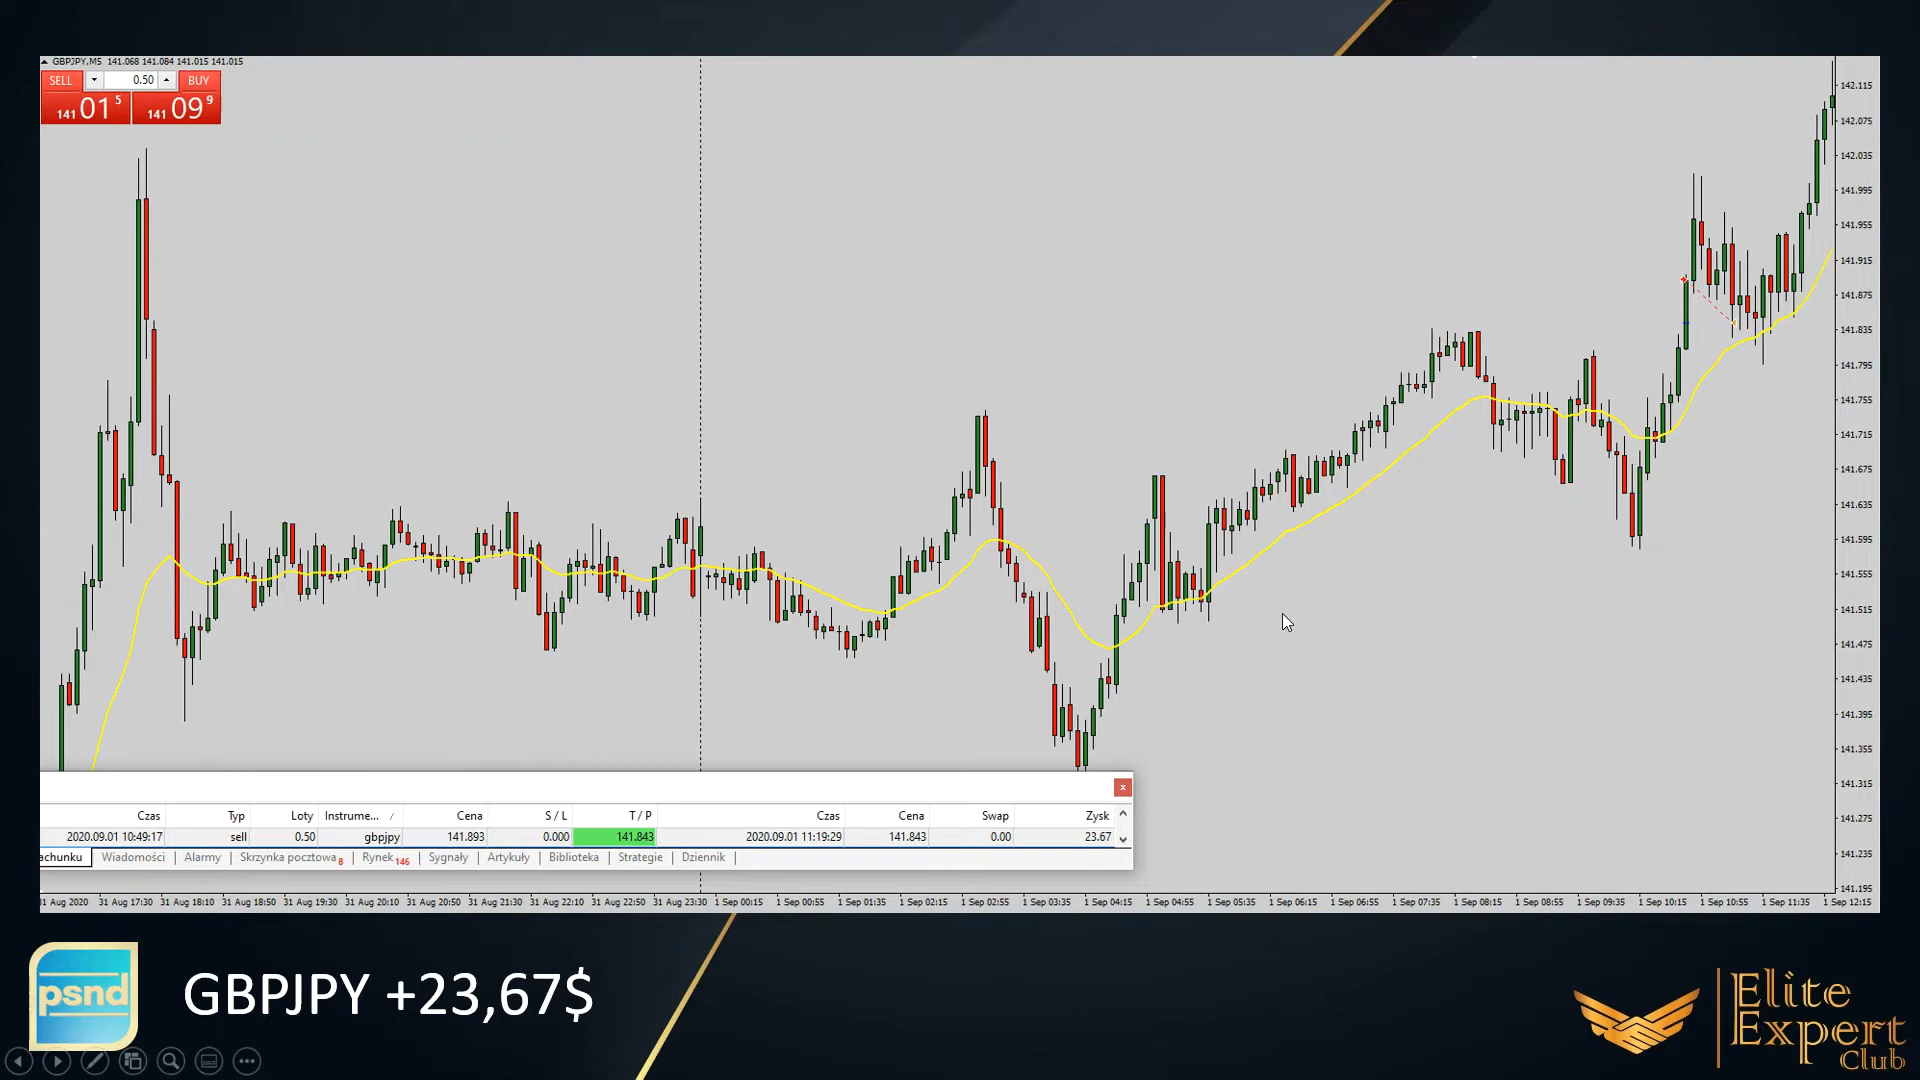 GBPJPY,M5 141.068 141.084 141.015 141.015
SELL 0.50 BUY
141 01 5 141 09 9
142.115
142.075
142.035
141.995
141.955
141.915
141.875
141.835
141.795
141.755
141.715
141.675
141.635
141.595
141.555
141.515
141.475
141.435
141.395
141.355
141.315
141.275
141.235
141.195
Czas Typ Loty Instrume... / Cena S / L T / P Czas Cena Swap Zysk
2020.09.01 10:49:17 sell 0.50 gbpjpy 141.893 0.000 141.843 2020.09.01 11:19:29 141.843 0.00 23.67
achunku Wiadomości Alarmy Skrzynka pocztowa 8 Rynek 146 Sygnały Artykuły Biblioteka Strategie Dziennik
31 Aug 2020 31 Aug 17:30 31 Aug 18:10 31 Aug 18:50 31 Aug 19:30 31 Aug 20:10 31 Aug 20:50 31 Aug 21:30 31 Aug 22:10 31 Aug 22:50 31 Aug 23:30 1 Sep 00:15 1 Sep 00:55 1 Sep 01:35 1 Sep 02:15 1 Sep 02:55 1 Sep 03:35 1 Sep 04:15 1 Sep 04:55 1 Sep 05:35 1 Sep 06:15 1 Sep 06:55 1 Sep 07:35 1 Sep 08:15 1 Sep 08:55 1 Sep 09:35 1 Sep 10:15 1 Sep 10:55 1 Sep 11:35 1 Sep 12:15
psnd
GBPJPY +23,67$
Elite
Expert
Club